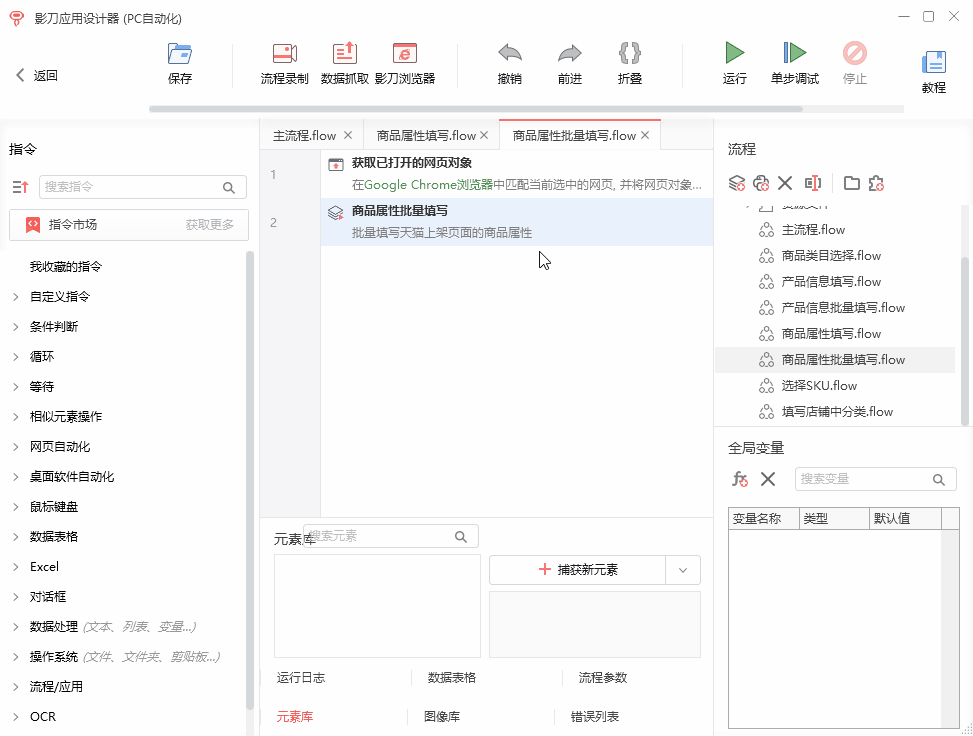 影刀应用设计器 (PC自动化)
返回
保存
流程录制
数据抓取
影刀浏览器
撤销
前进
折叠
运行
单步调试
停止
教程
指令
搜索指令
指令市场
获取更多
我收藏的指令
自定义指令
条件判断
循环
等待
相似元素操作
网页自动化
桌面软件自动化
鼠标键盘
数据表格
Excel
对话框
数据处理 (文本、列表、变量...)
操作系统 (文件、文件夹、剪贴板...)
流程/应用
OCR
主流程.flow
商品属性填写.flow
商品属性批量填写.flow
1
获取已打开的网页对象
在Google Chrome浏览器中匹配当前选中的网页, 并将网页对象...
2
商品属性批量填写
批量填写天猫上架页面的商品属性
元素库
搜索元素
捕获新元素
运行日志
数据表格
流程参数
元素库
图像库
错误列表
流程
资源文件
主流程.flow
商品类目选择.flow
产品信息填写.flow
产品信息批量填写.flow
商品属性填写.flow
商品属性批量填写.flow
选择SKU.flow
填写店铺中分类.flow
全局变量
搜索变量
变量名称
类型
默认值